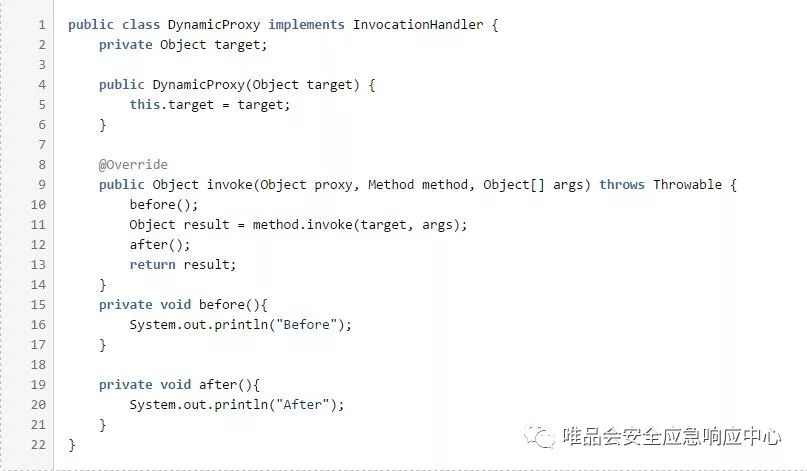 1 public class DynamicProxy implements InvocationHandler {
2     private Object target;
3
4     public DynamicProxy(Object target) {
5         this.target = target;
6     }
7
8     @Override
9     public Object invoke(Object proxy, Method method, Object[] args) throws Throwable {
10         before();
11         Object result = method.invoke(target, args);
12         after();
13         return result;
14     }
15     private void before(){
16         System.out.println("Before");
17     }
18
19     private void after(){
20         System.out.println("After");
21     }
22 }
唯品会安全应急响应中心